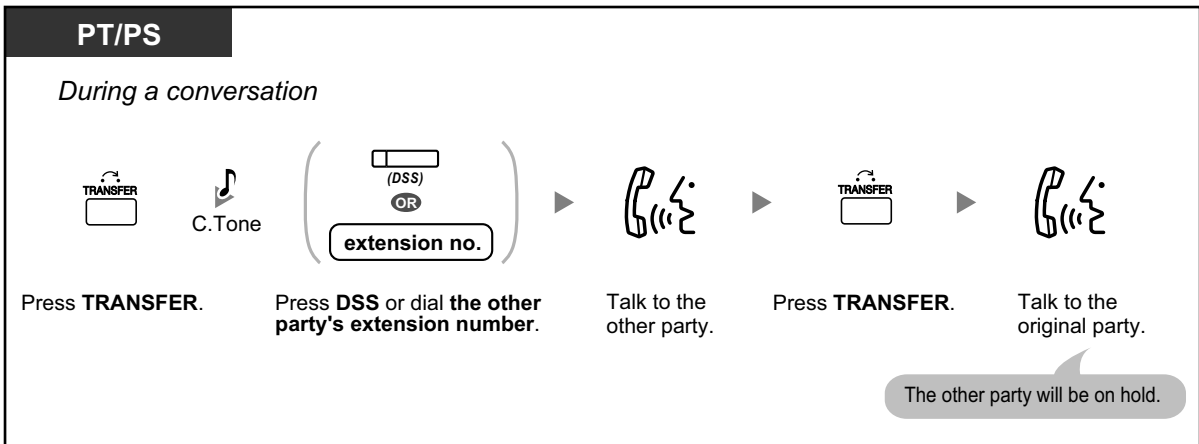 PT/PS
During a conversation
TRANSFER
C.Tone
(DSS)
OR
extension no.
TRANSFER
Press TRANSFER.
Press DSS or dial the other
party's extension number.
Talk to the
other party.
Press TRANSFER.
Talk to the
original party.
The other party will be on hold.